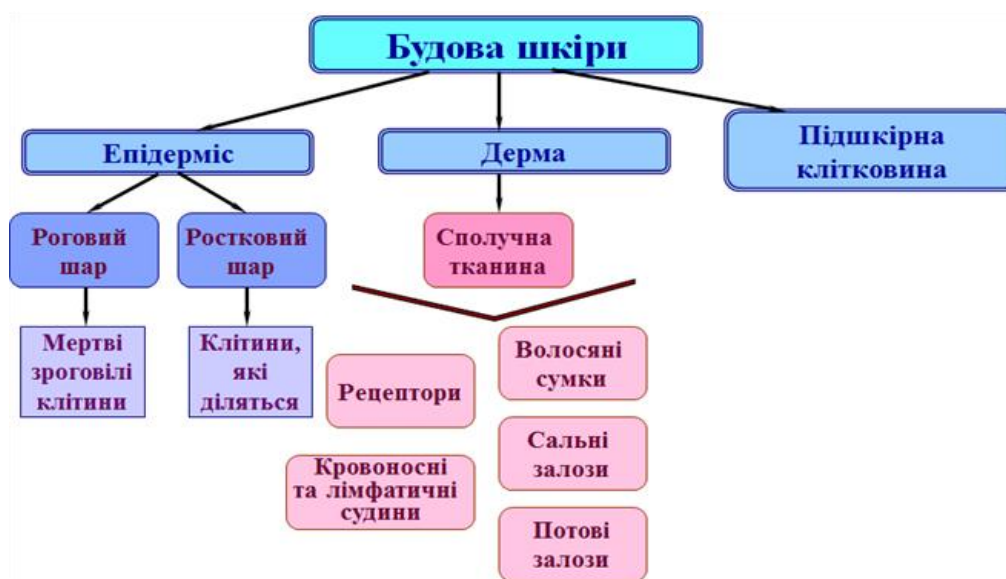 Будова шкіри
Епідерміс
Дерма
Підшкірна
клітковина
Роговий
шар
Ростковий
шар
Сполучна
тканина
Мертві
зроговілі
клітини
Клітини,
які
діляться
Рецептори
Волосяні
сумки
Кровоносні
та лімфатичні
судини
Сальні
залози
Потові
залози